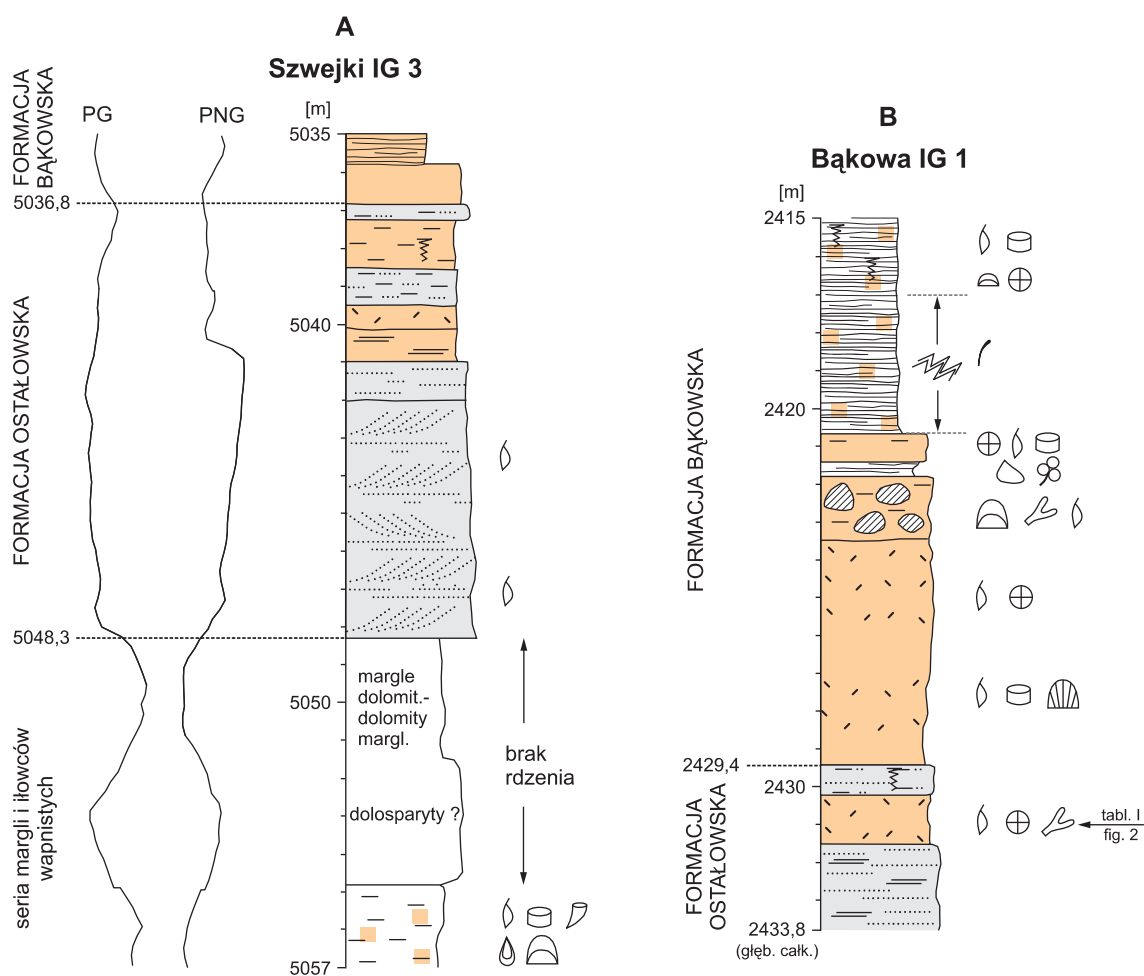 A
Szwejki IG 3
[m]
PG
PNG
FORMACJA
BĄKOWSKA
5035
5036,8
FORMACJA OSTAŁOWSKA
5040
5048,3
seria margli i iłowców
wapnistych
5050
margle
dolomit.-
dolomity
margl.
dolosparyty ?
brak
rdzenia
5057
B
Bąkowa IG 1
[m]
2415
FORMACJA BĄKOWSKA
2420
2429,4
2430
FORMACJA
OSTAŁOWSKA
tabl. I
fig. 2
2433,8
(głęb. całk.)